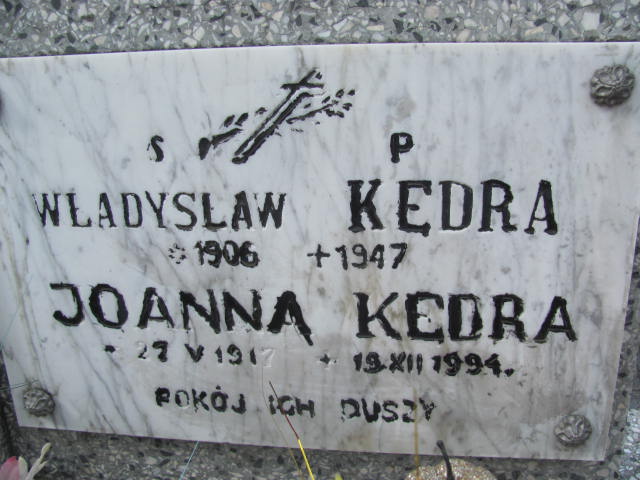 Ś P
WŁADYSŁAW KĘDRA
* 1906 + 1947
JOANNA KĘDRA
* 27 V 1917 + 19.XII 1994.
POKÓJ ICH DUSZY